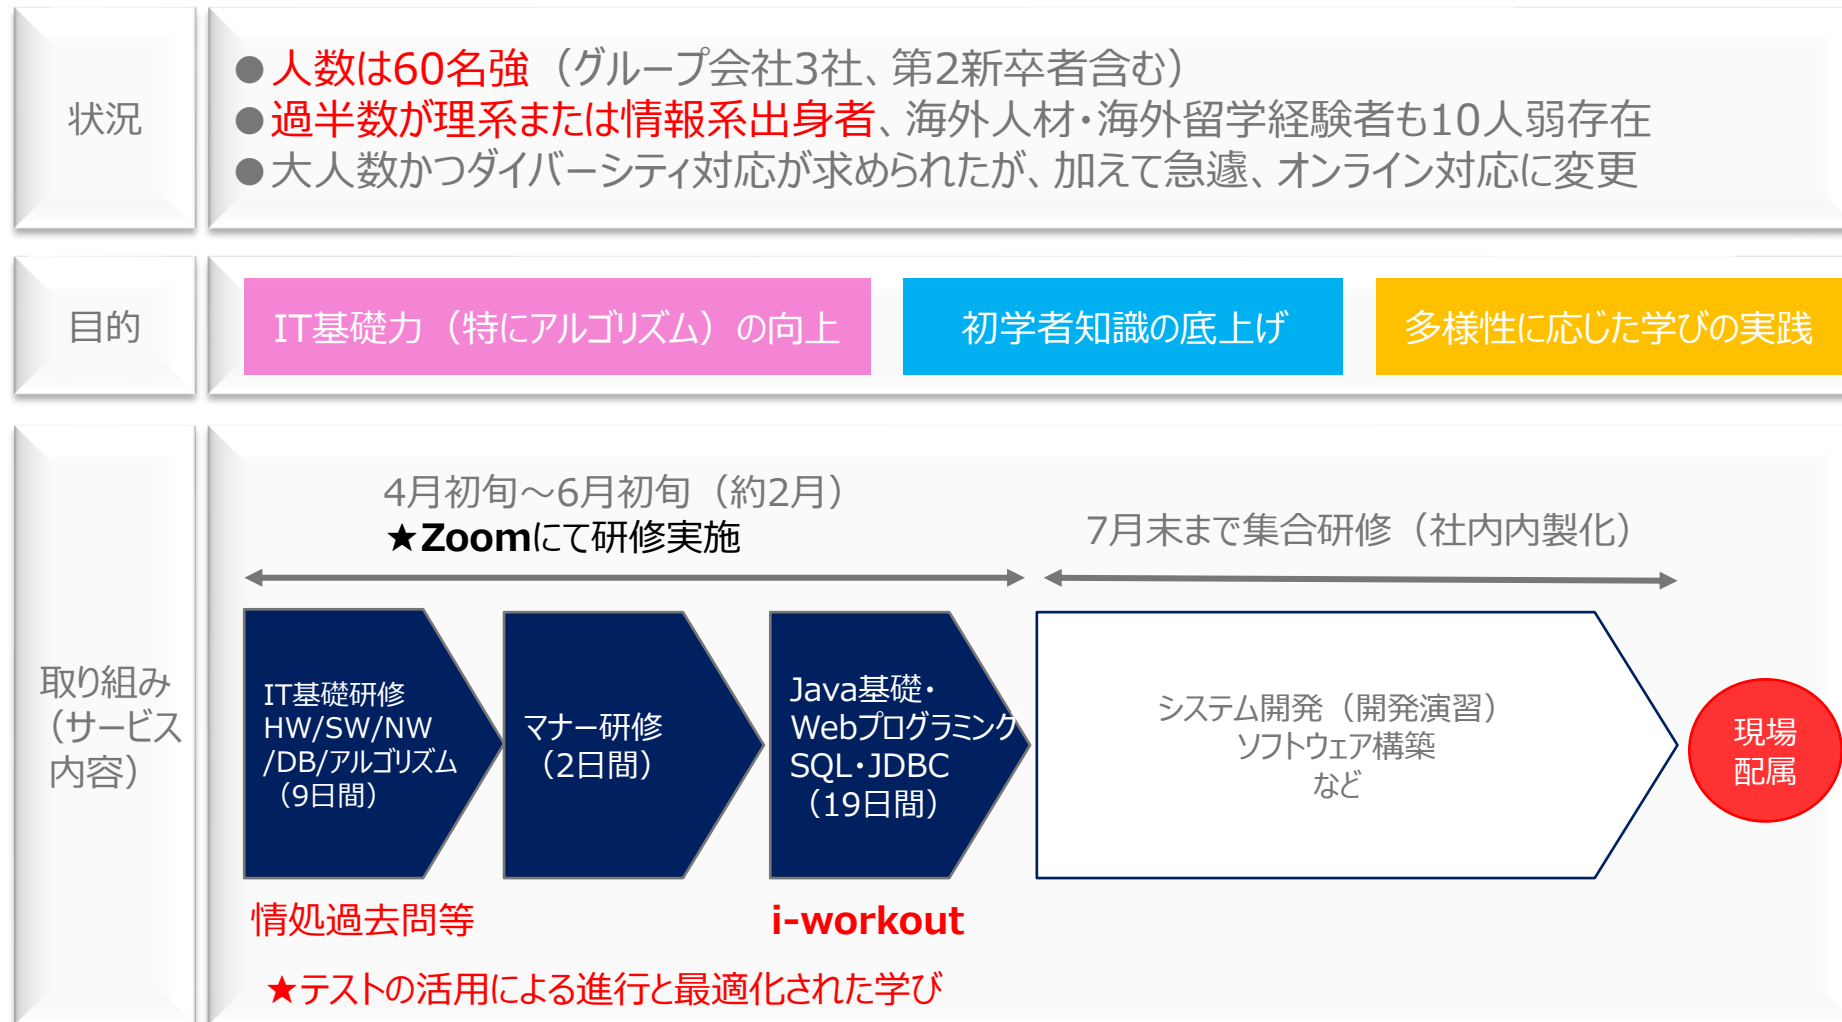 状況
●人数は60名強（グループ会社3社、第2新卒者含む）
●過半数が理系または情報系出身者、海外人材・海外留学経験者も10人弱存在
●大人数かつダイバーシティ対応が求められたが、加えて急遽、オンライン対応に変更
目的
IT基礎力（特にアルゴリズム）の向上
初学者知識の底上げ
多様性に応じた学びの実践
取り組み
（サービス
内容）
4月初旬～6月初旬（約2月）
★Zoomにて研修実施
7月末まで集合研修（社内内製化）
IT基礎研修
HW/SW/NW
/DB/アルゴリズム
（9日間）
マナー研修
（2日間）
Java基礎・
Webプログラミング
SQL・JDBC
（19日間）
システム開発（開発演習）
ソフトウェア構築
など
現場
配属
情処過去問等
i-workout
★テストの活用による進行と最適化された学び